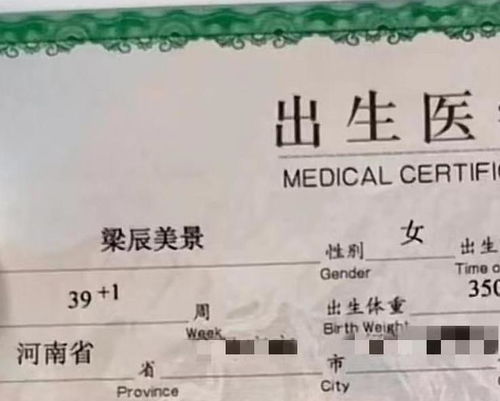 出生医
MEDICAL CERTIFI
梁辰美景 性别 女 出生
Gender Time o
39+1 周 出生体重 350
Week Birth Weight
河南省 省 市
Province City